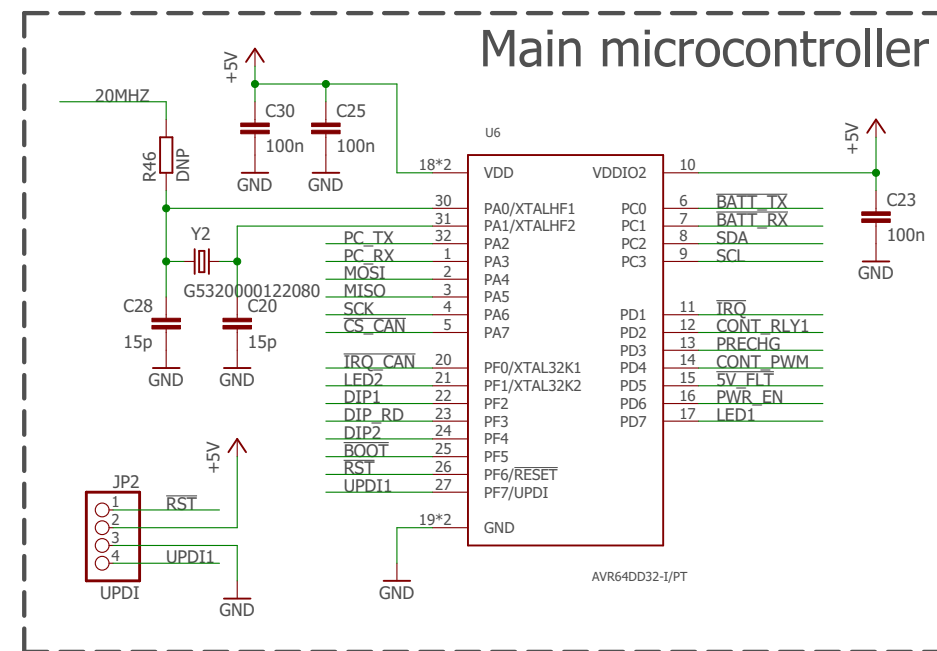 Main microcontroller
+5V
20MHZ
C30
C25
100n
100n
R46
DNP
GND
GND
U6
+5V
18*2
VDD
VDDIO2
10
30
PA0/XTALHF1
PC0
6
BATT_TX
31
PA1/XTALHF2
PC1
7
BATT_RX
PC_TX
32
PA2
PC2
8
SDA
PC_RX
1
PA3
PC3
9
SCL
MOSI
2
PA4
MISO
3
PA5
SCK
4
PA6
PD1
11
IRQ
CS_CAN
5
PA7
PD2
12
CONT_RLY1
PD3
13
PRECHG
IRQ_CAN
20
PF0/XTAL32K1
PD4
14
CONT_PWM
LED2
21
PF1/XTAL32K2
PD5
15
5V_FLT
DIP1
22
PF2
PD6
16
PWR_EN
DIP_RD
23
PF3
PD7
17
LED1
DIP2
24
PF4
BOOT
25
PF5
RST
26
PF6/RESET
UPDI1
27
PF7/UPDI
19*2
GND
AVR64DD32-I/PT
GND
C23
100n
GND
Y2
G5320000122080
C28
C20
15p
15p
GND
GND
+5V
JP2
1
RST
2
3
4
UPDI1
UPDI
GND